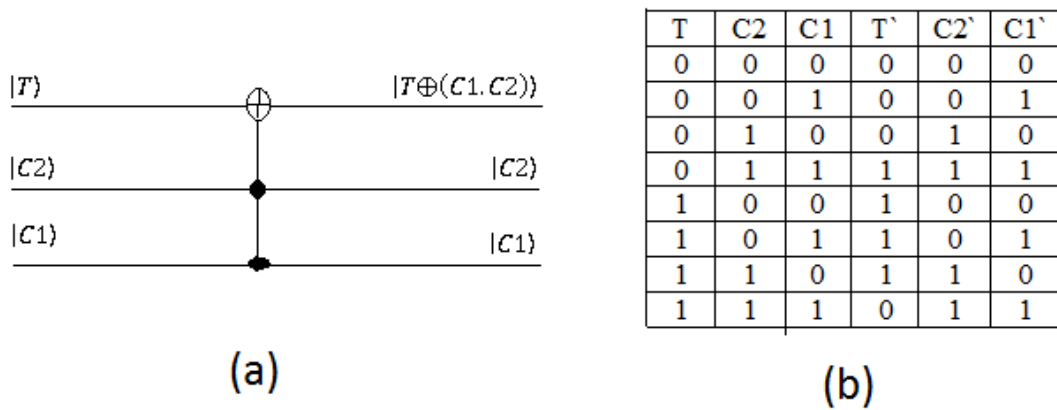 |T⟩ |T⊕(C1.C2)⟩
|C2⟩ |C2⟩
|C1⟩ |C1⟩
(a)
T C2 C1 T` C2` C1`
0 0 0 0 0 0
0 0 1 0 0 1
0 1 0 0 1 0
0 1 1 1 1 1
1 0 0 1 0 0
1 0 1 1 0 1
1 1 0 1 1 0
1 1 1 0 1 1
(b)